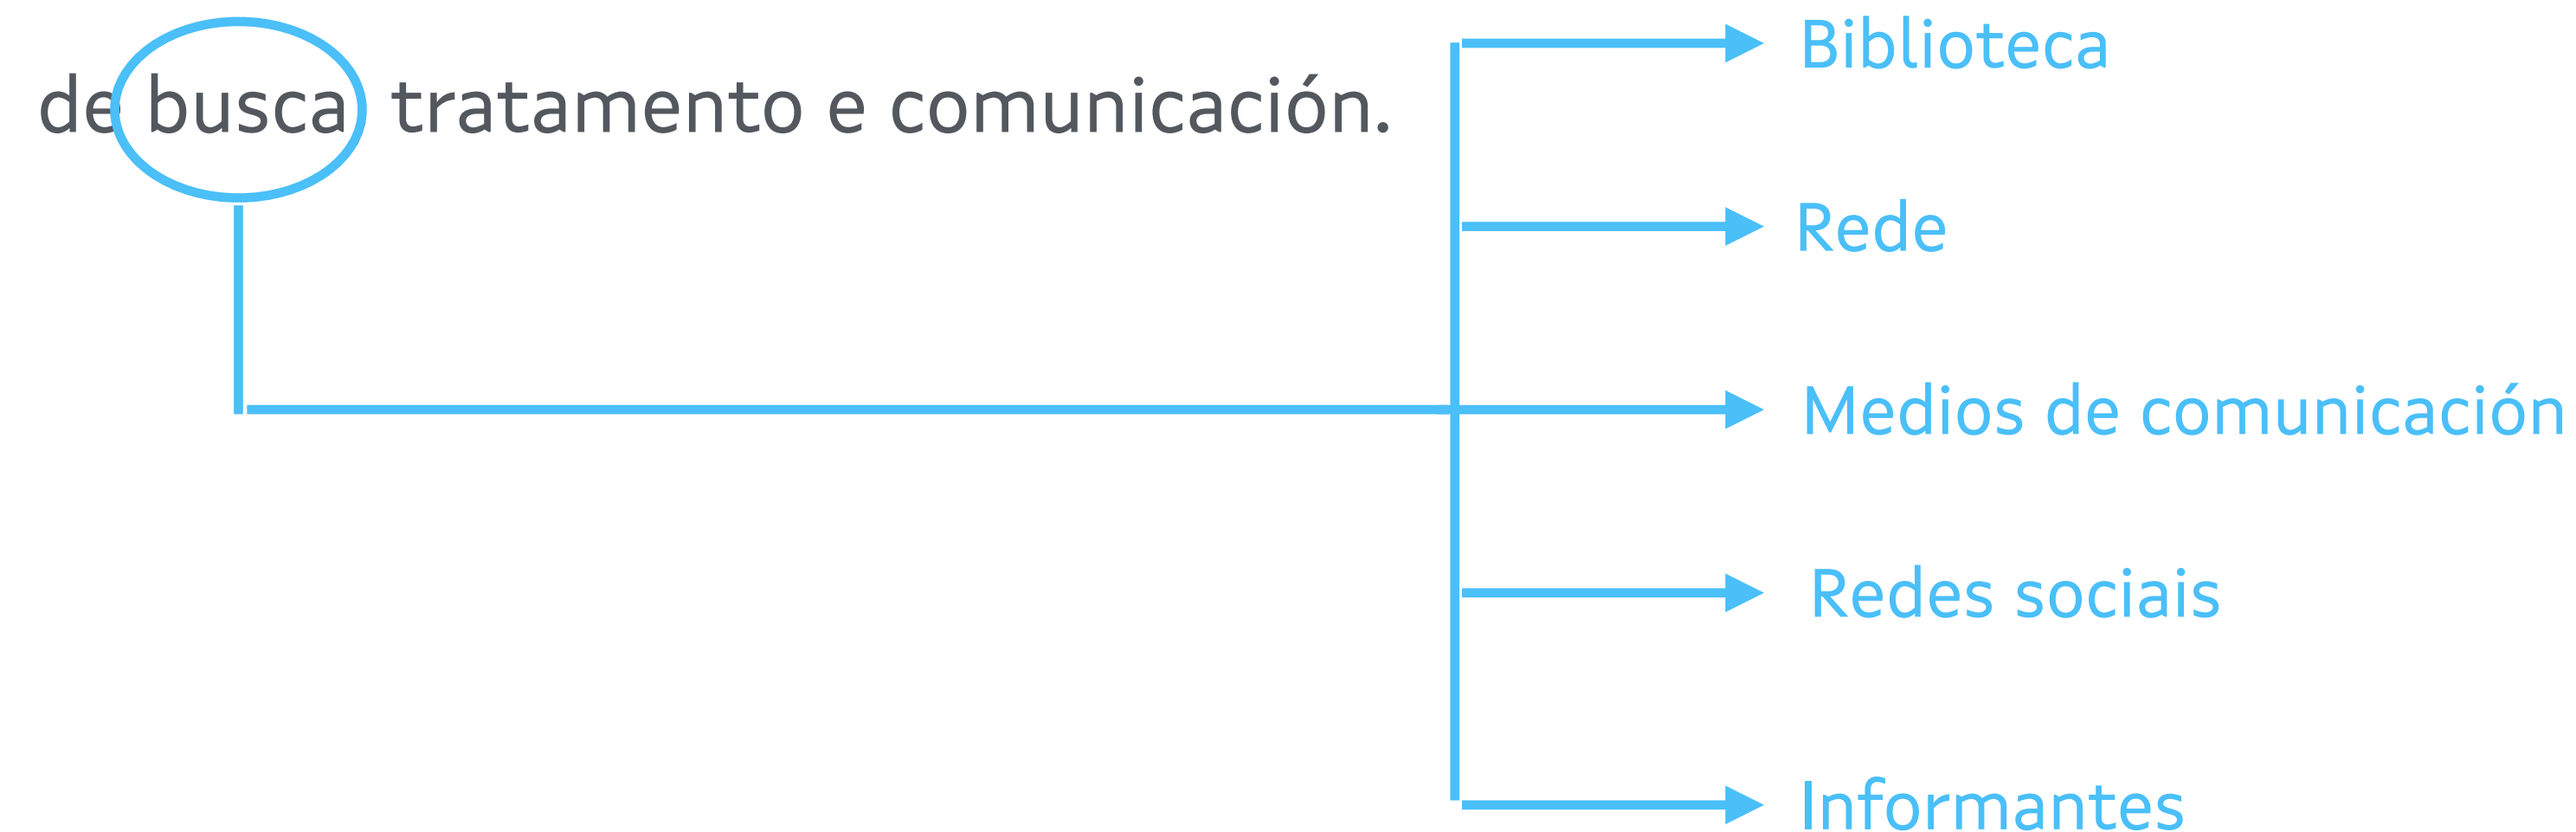 de busca tratamento e comunicación.
Biblioteca
Rede
Medios de comunicación
Redes sociais
Informantes